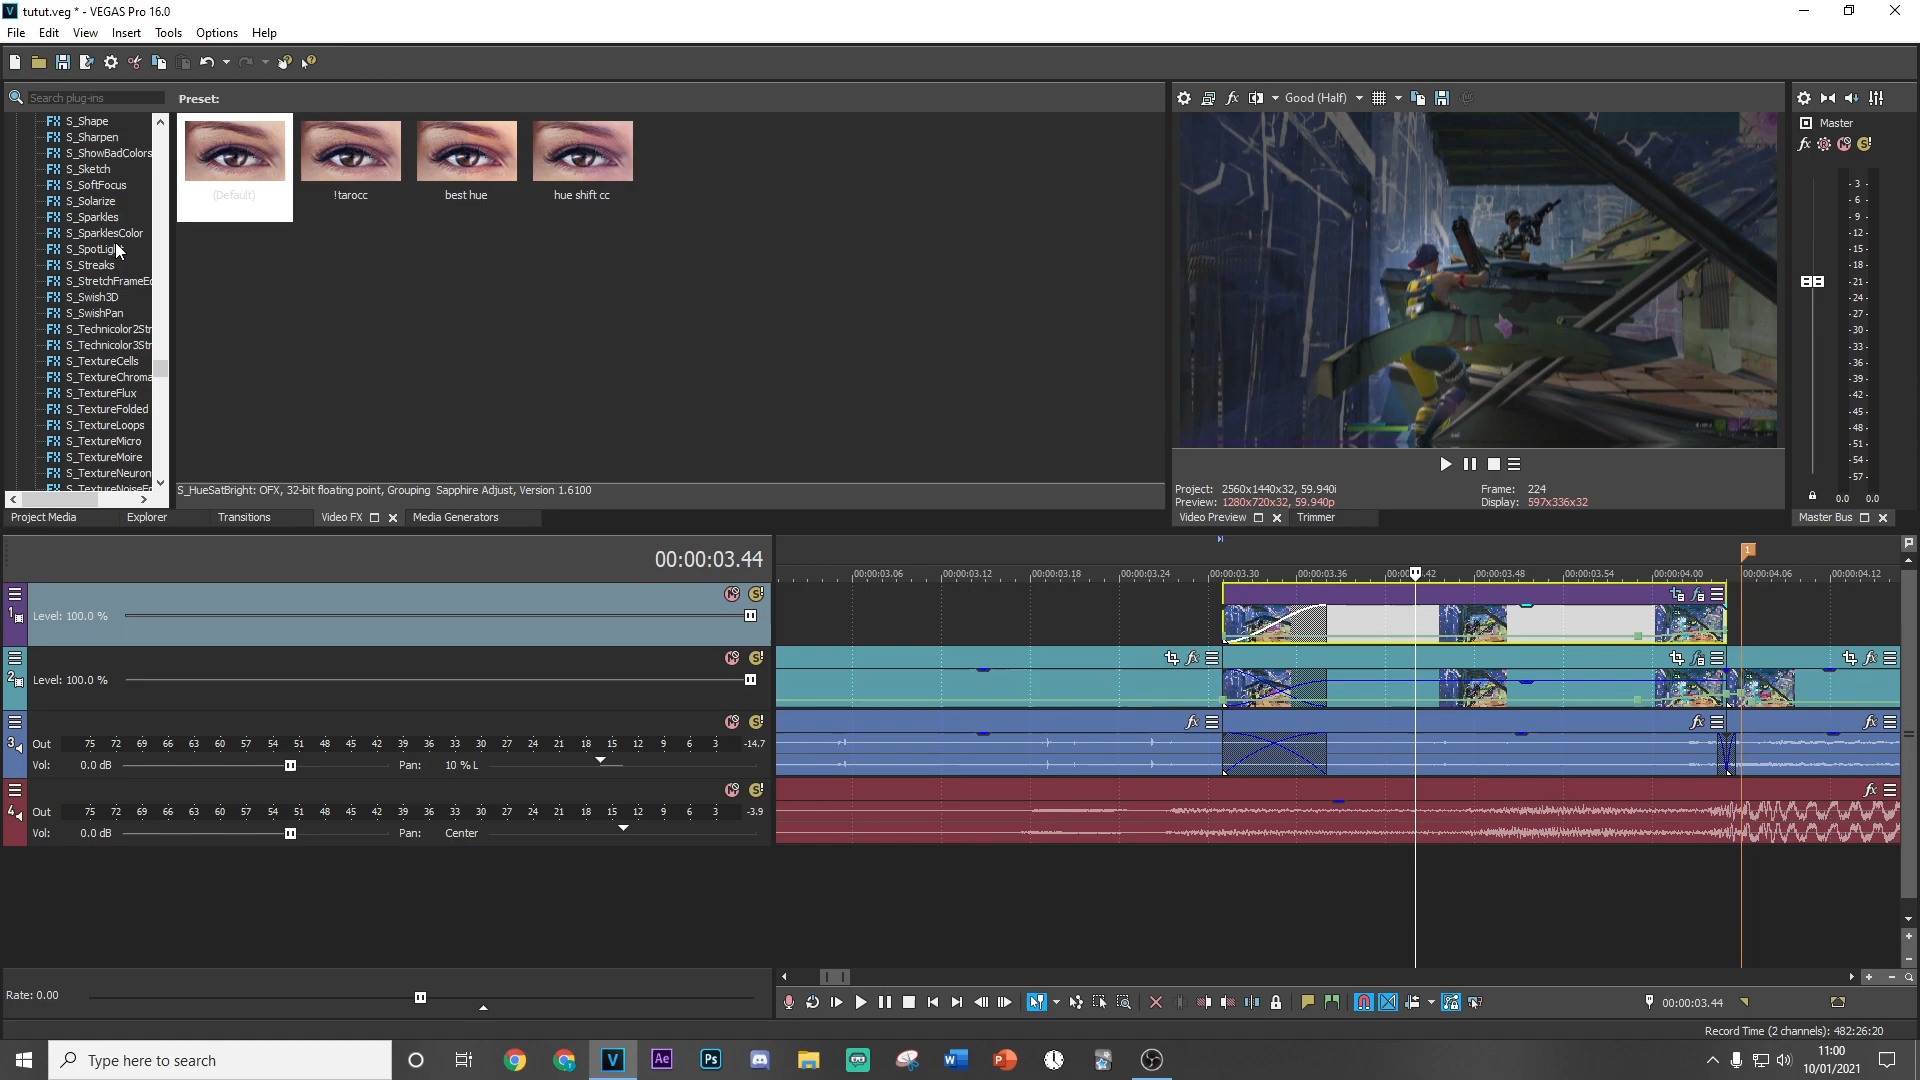 tutut.veg * - VEGAS Pro 16.0
File Edit View Insert Tools Options Help
Search plug-ins
Preset:
S_Shape
S_Sharpen
S_ShowBadColors
S_Sketch
S_SoftFocus
S_Solarize
S_Sparkles
S_SparklesColor
S_SpotLi
S_Streaks
S_StretchFrameEd
S_Swish3D
S_SwishPan
S_Technicolor2Str
S_Technicolor3Str
S_TextureCells
S_TextureChroma
S_TextureFlux
S_TextureFolded
S_TextureLoops
S_TextureMicro
S_TextureMoire
S_TextureNeuron
(Default) !tarocc best hue hue shift cc
S_HueSatBright: OFX, 32-bit floating point, Grouping Sapphire Adjust, Version 1.6100
Project Media Explorer Transitions Video FX Media Generators
Good (Half)
Project: 2560x1440x32, 59.940i
Preview: 1280x720x32, 59.940p
Frame: 224
Display: 597x336x32
Video Preview Trimmer
Master
- 3 -
- 6 -
- 9 -
-12-
-15-
-18-
-21-
-24-
-27-
-30-
-33-
-36-
-39-
-42-
-45-
-48-
-51-
-54-
-57-
0.0 0.0
Master Bus
00:00:03.44
00:00:03.06 00:00:03.12 00:00:03.18 00:00:03.24 00:00:03.30 00:00:03.36 00:00 42 00:00:03.48 00:00:03.54 00:00:04.00 00:00:04.06 00:00:04.12
1
1 Level: 100.0 %
2 Level: 100.0 %
3 Out 75 72 69 66 63 60 57 54 51 48 45 42 39 36 33 30 27 24 21 18 15 12 9 6 3 -14.7
Vol: 0.0 dB Pan: 10 % L
4 Out 75 72 69 66 63 60 57 54 51 48 45 42 39 36 33 30 27 24 21 18 15 12 9 6 3 -3.9
Vol: 0.0 dB Pan: Center
Rate: 0.00
00:00:03.44
Record Time (2 channels): 482:26:20
Type here to search
11:00
10/01/2021